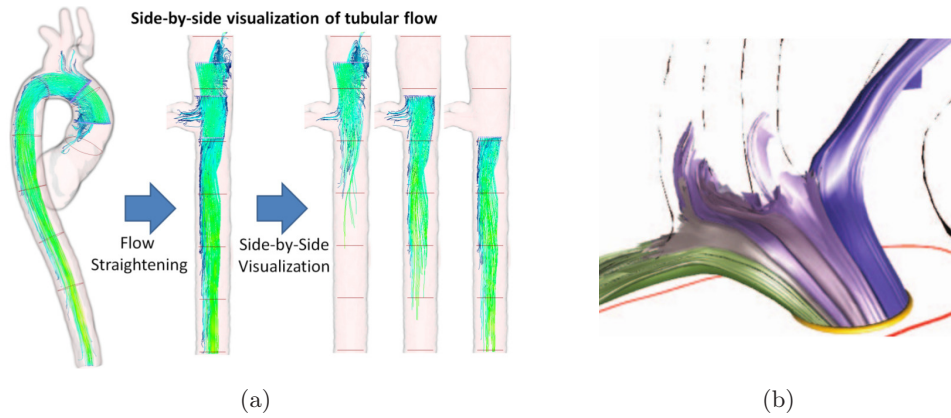 Side-by-side visualization of tubular flow
Flow
Straightening
Side-by-Side
Visualization
(a)
(b)